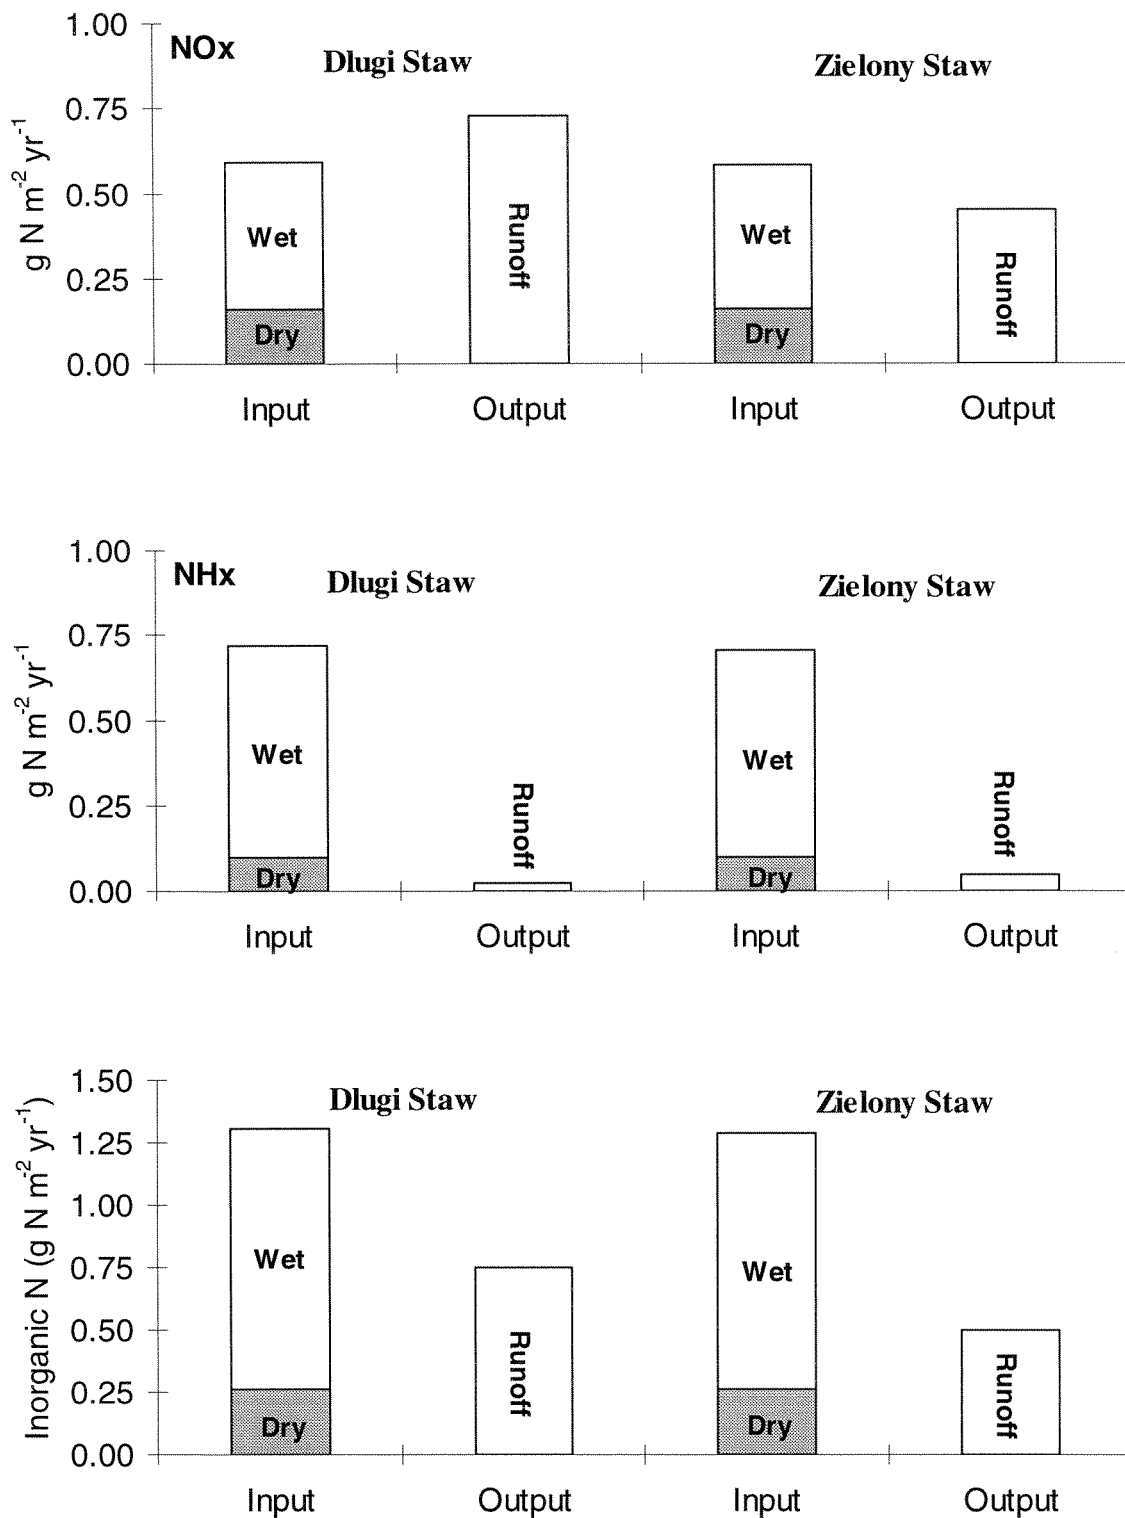 1.00
NOx
Dlugi Staw
Zielony Staw
0.75
0.50
0.25
0.00
g N m-2 yr-1
Wet
Dry
Runoff
Wet
Dry
Runoff
Input
Output
Input
Output
1.00
NHx
Dlugi Staw
Zielony Staw
0.75
0.50
0.25
0.00
g N m-2 yr-1
Wet
Dry
Runoff
Wet
Dry
Runoff
Input
Output
Input
Output
1.50
Dlugi Staw
Zielony Staw
1.25
1.00
0.75
0.50
0.25
0.00
Inorganic N (g N m-2 yr-1)
Wet
Dry
Runoff
Wet
Dry
Runoff
Input
Output
Input
Output